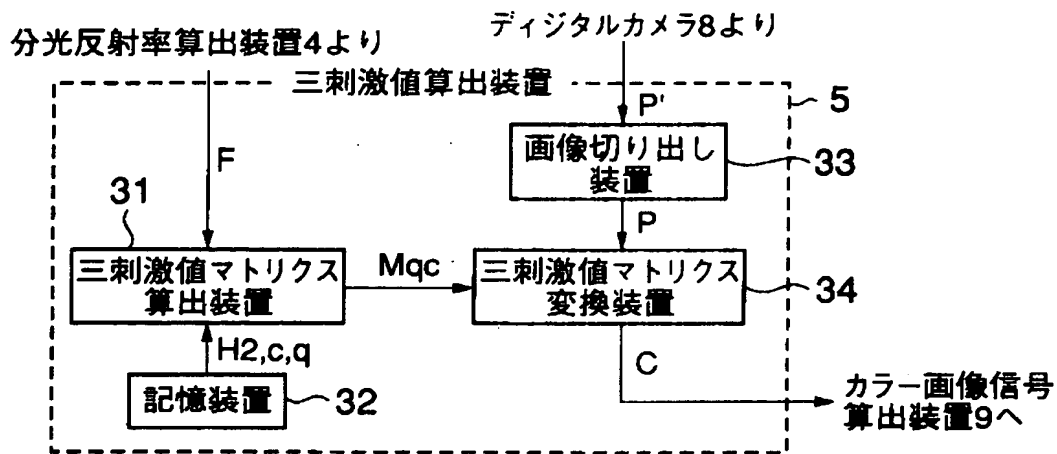 分光反射率算出装置4より
ディジタルカメラ8より
三刺激値算出装置
5
P'
画像切り出し
装置
33
F
31
P
三刺激値マトリクス
算出装置
Mqc
三刺激値マトリクス
変換装置
34
H2,c,q
記憶装置
32
C
カラー画像信号
算出装置9へ